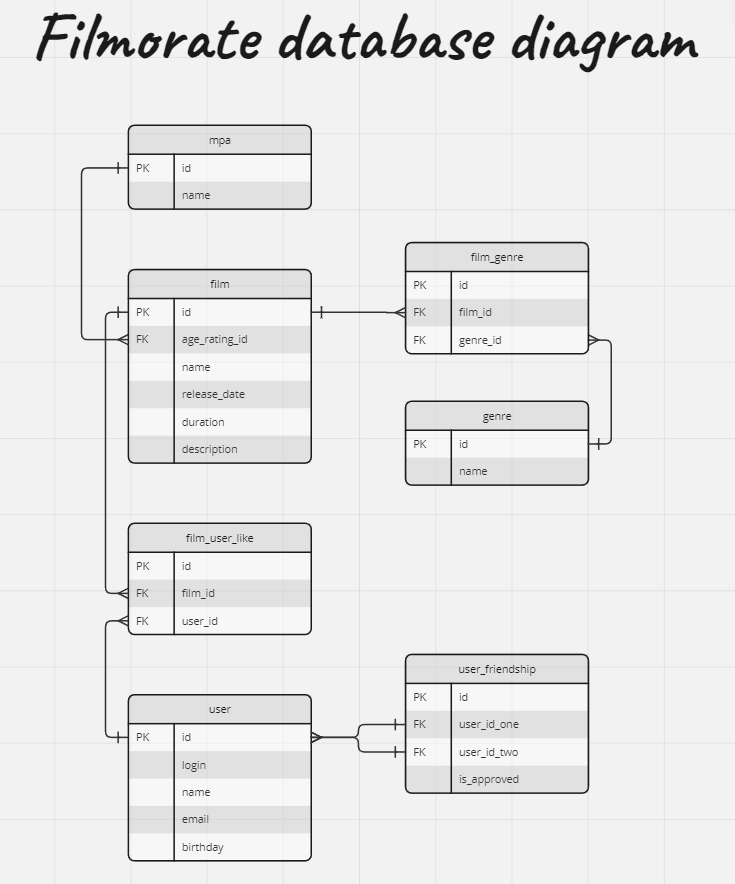 Filmorate database diagram
mpa
PK id
name
film
PK id
FK age_rating_id
name
release_date
duration
description
film_genre
PK id
FK film_id
FK genre_id
genre
PK id
name
film_user_like
PK id
FK film_id
FK user_id
user
PK id
login
name
email
birthday
user_friendship
PK id
FK user_id_one
FK user_id_two
is_approved